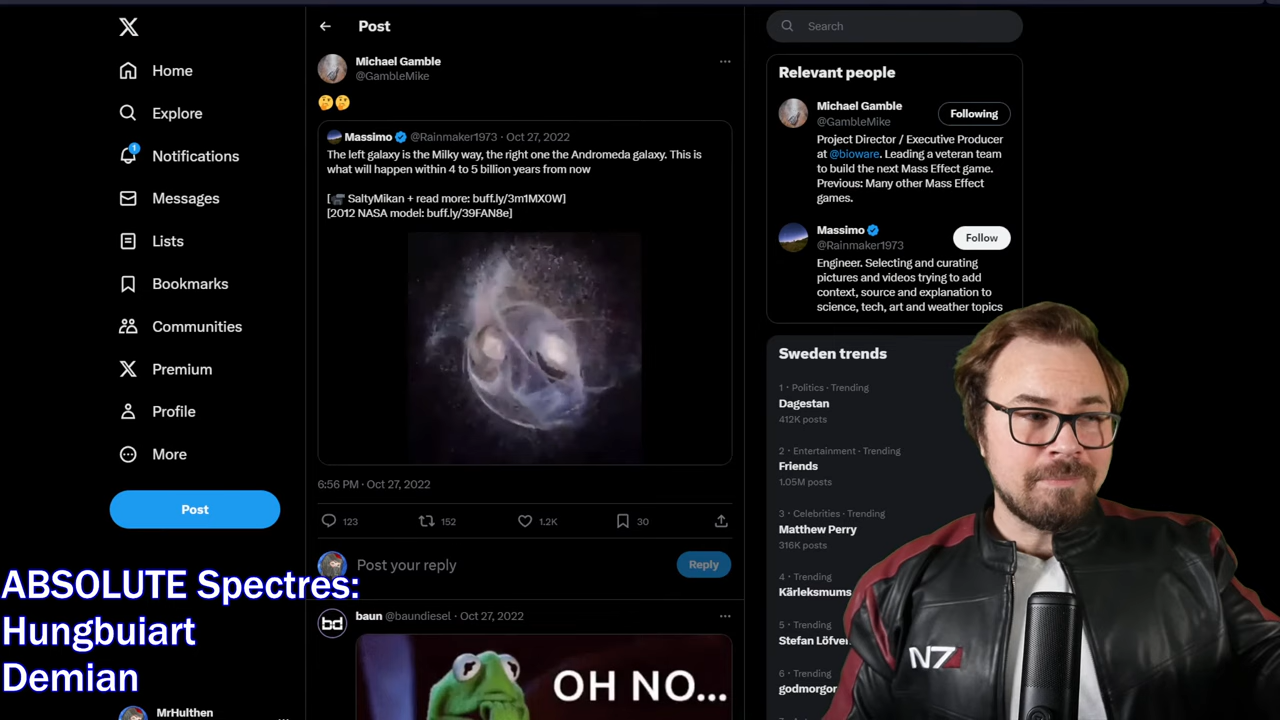 Home
Explore
1
Notifications
Messages
Lists
Bookmarks
Communities
Premium
Profile
More
Post
ABSOLUTE Spectres:
Hungbuiart
Demian
MrHulthen
Post
Michael Gamble
@GambleMike
Massimo @Rainmaker1973 · Oct 27, 2022
The left galaxy is the Milky way, the right one the Andromeda galaxy. This is
what will happen within 4 to 5 billion years from now
[📹 SaltyMikan + read more: buff.ly/3m1MX0W]
[2012 NASA model: buff.ly/39FAN8e]
6:56 PM · Oct 27, 2022
123 152 1.2K 30
Post your reply
Reply
bd
baun @baundiesel · Oct 27, 2022
OH NO...
Search
Relevant people
Michael Gamble
@GambleMike
Following
Project Director / Executive Producer
at @bioware. Leading a veteran team
to build the next Mass Effect game.
Previous: Many other Mass Effect
games.
Massimo
@Rainmaker1973
Follow
Engineer. Selecting and curating
pictures and videos trying to add
context, source and explanation to
science, tech, art and weather topics
Sweden trends
1 · Politics · Trending
Dagestan
412K posts
2 · Entertainment · Trending
Friends
1.05M posts
3 · Celebrities · Trending
Matthew Perry
316K posts
4 · Trending
Kärleksmums
5 · Trending
Stefan Löfve
6 · Trending
godmorgor
N7